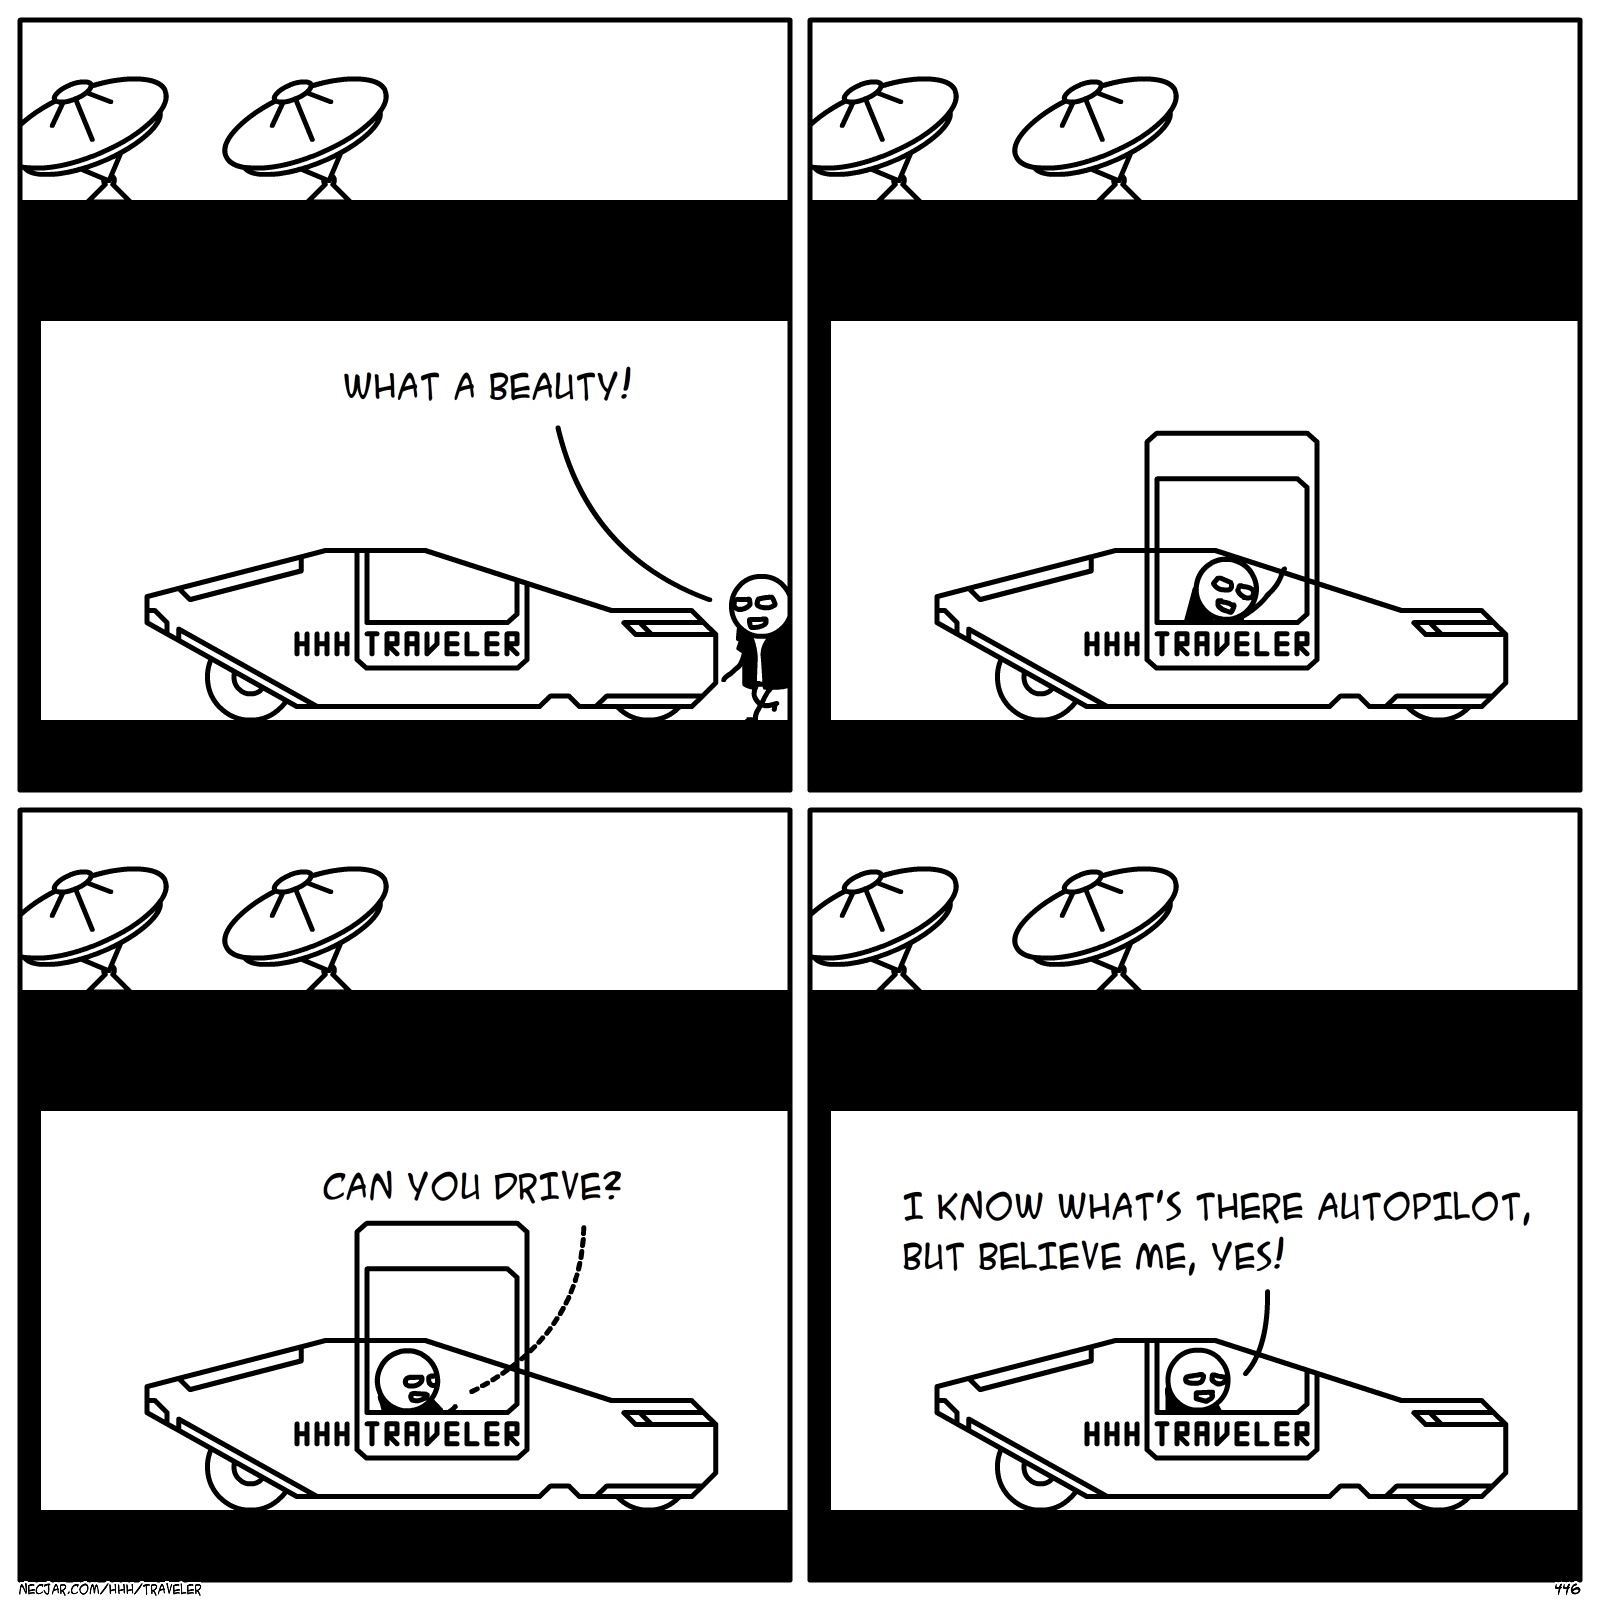 WHAT A BEAUTY!
HHH TRAVELER
HHH TRAVELER
CAN YOU DRIVE?
HHH TRAVELER
I KNOW WHAT'S THERE AUTOPILOT,
BUT BELIEVE ME, YES!
HHH TRAVELER
NECJAR.COM/HHH/TRAVELER
446